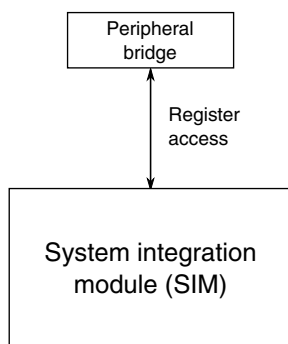 Peripheral
bridge
Register
access
System integration
module (SIM)